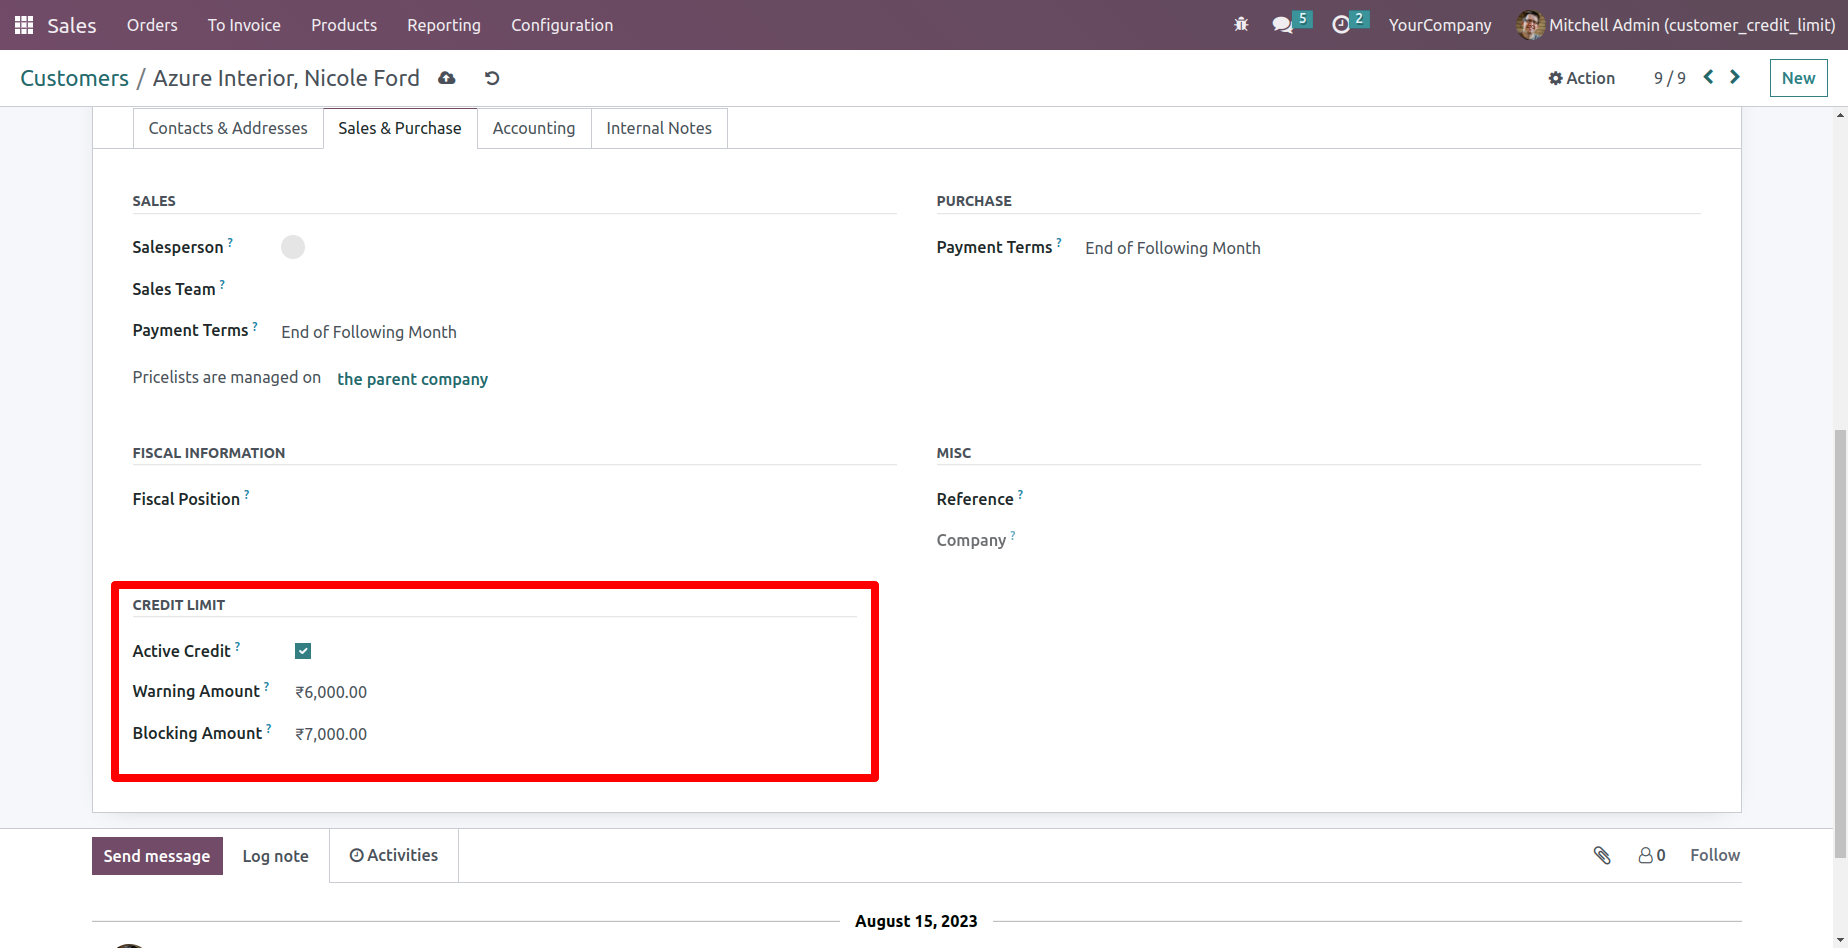 Sales Orders To Invoice Products Reporting Configuration 5 2 YourCompany Mitchell Admin (customer_credit_limit)
Customers / Azure Interior, Nicole Ford Action 9 / 9 New
Contacts & Addresses Sales & Purchase Accounting Internal Notes
SALES PURCHASE
Salesperson ? Payment Terms ? End of Following Month
Sales Team ?
Payment Terms ? End of Following Month
Pricelists are managed on the parent company
FISCAL INFORMATION MISC
Fiscal Position ? Reference ?
Company ?
CREDIT LIMIT
Active Credit ?
Warning Amount ? ₹6,000.00
Blocking Amount ? ₹7,000.00
Send message Log note Activities 0 Follow
August 15, 2023